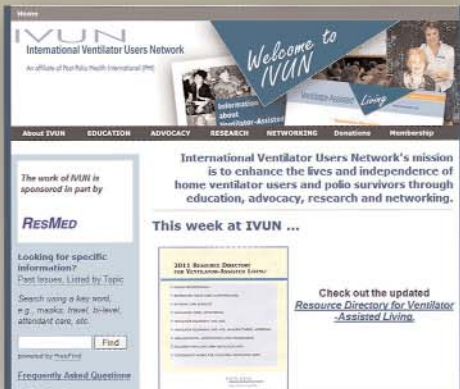 Home
IVUN
International Ventilator Users Network
An affiliate of Post-Polio Health International (PHI)
Welcome to
IVUN
Information
about
Ventilator-Assisted
Ventilator-Assisted Living
About IVUN EDUCATION ADVOCACY RESEARCH NETWORKING Donations Membership
The work of IVUN is
sponsored in part by
RESMED
Looking for specific
information?
Past Issues, Listed by Topic
Search using a key word,
e.g., masks, travel, bi-level,
attendant care, etc.
Find
powered by FreeFind
Frequently Asked Questions
International Ventilator Users Network's mission
is to enhance the lives and independence of
home ventilator users and polio survivors through
education, advocacy, research and networking.
This week at IVUN ...
2011 RESOURCE DIRECTORY
FOR VENTILATOR-ASSISTED LIVING
Check out the updated
Resource Directory for Ventilator
-Assisted Living.